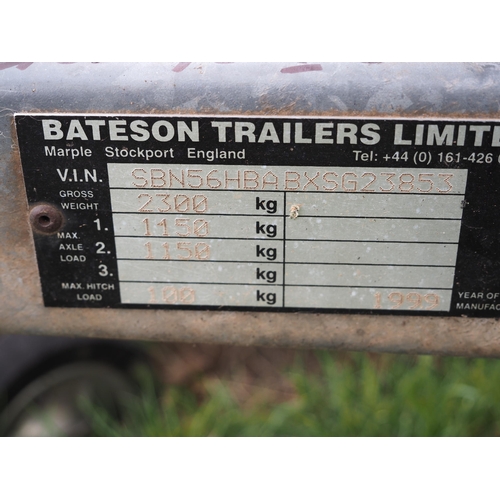 BATESON TRAILERS LIMITE
Marple Stockport England Tel: +44 (0) 161-426
V.I.N. SBN56HBABXSG23853
GROSS WEIGHT 2300 kg
MAX. AXLE LOAD 1. 1150 kg
2. 1150 kg
3. kg
MAX. HITCH LOAD 100 kg 1999 YEAR OF
MANUFAC